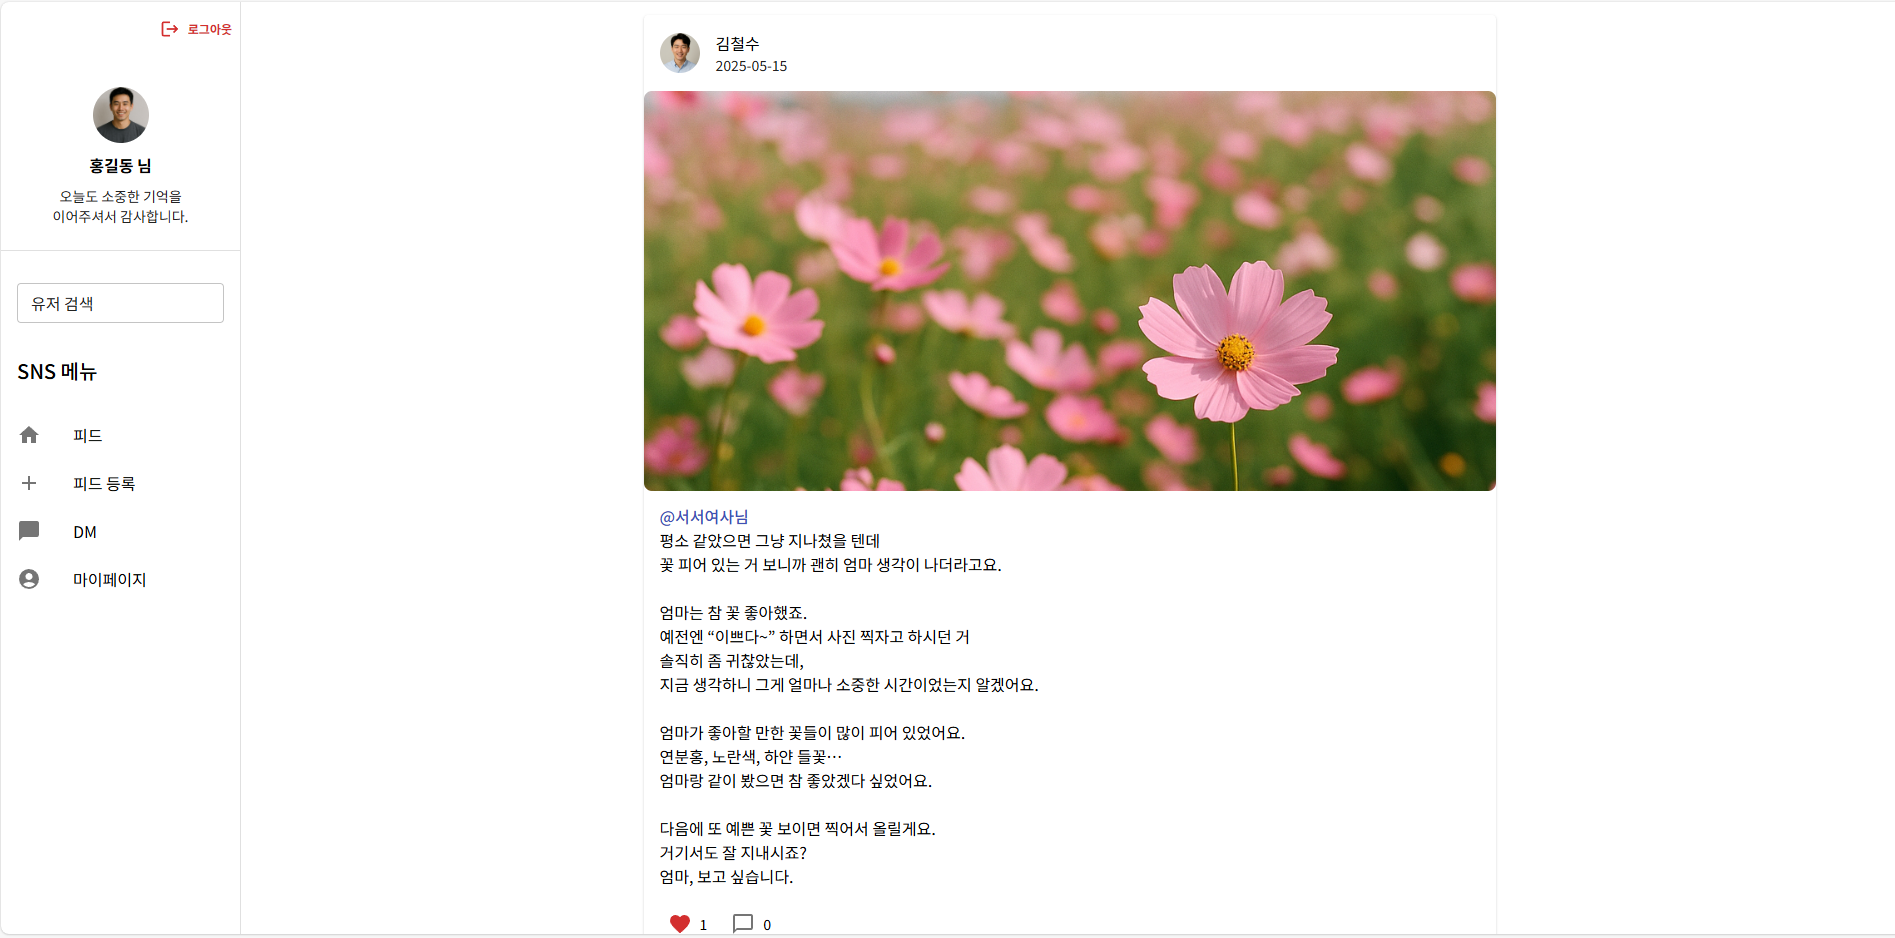 로그아웃
홍길동 님
오늘도 소중한 기억을
이어주셔서 감사합니다.
유저 검색
SNS 메뉴
피드
피드 등록
DM
마이페이지
김철수
2025-05-15
@서서여사님
평소 같았으면 그냥 지나쳤을 텐데
꽃 피어 있는 거 보니까 괜히 엄마 생각이 나더라고요.
엄마는 참 꽃 좋아했죠.
예전엔 “이쁘다~” 하면서 사진 찍자고 하시던 거
솔직히 좀 귀찮았는데,
지금 생각하니 그게 얼마나 소중한 시간이었는지 알겠어요.
엄마가 좋아할 만한 꽃들이 많이 피어 있었어요.
연분홍, 노란색, 하얀 들꽃…
엄마랑 같이 봤으면 참 좋았겠다 싶었어요.
다음에 또 예쁜 꽃 보이면 찍어서 올릴게요.
거기서도 잘 지내시죠?
엄마, 보고 싶습니다.
1 0